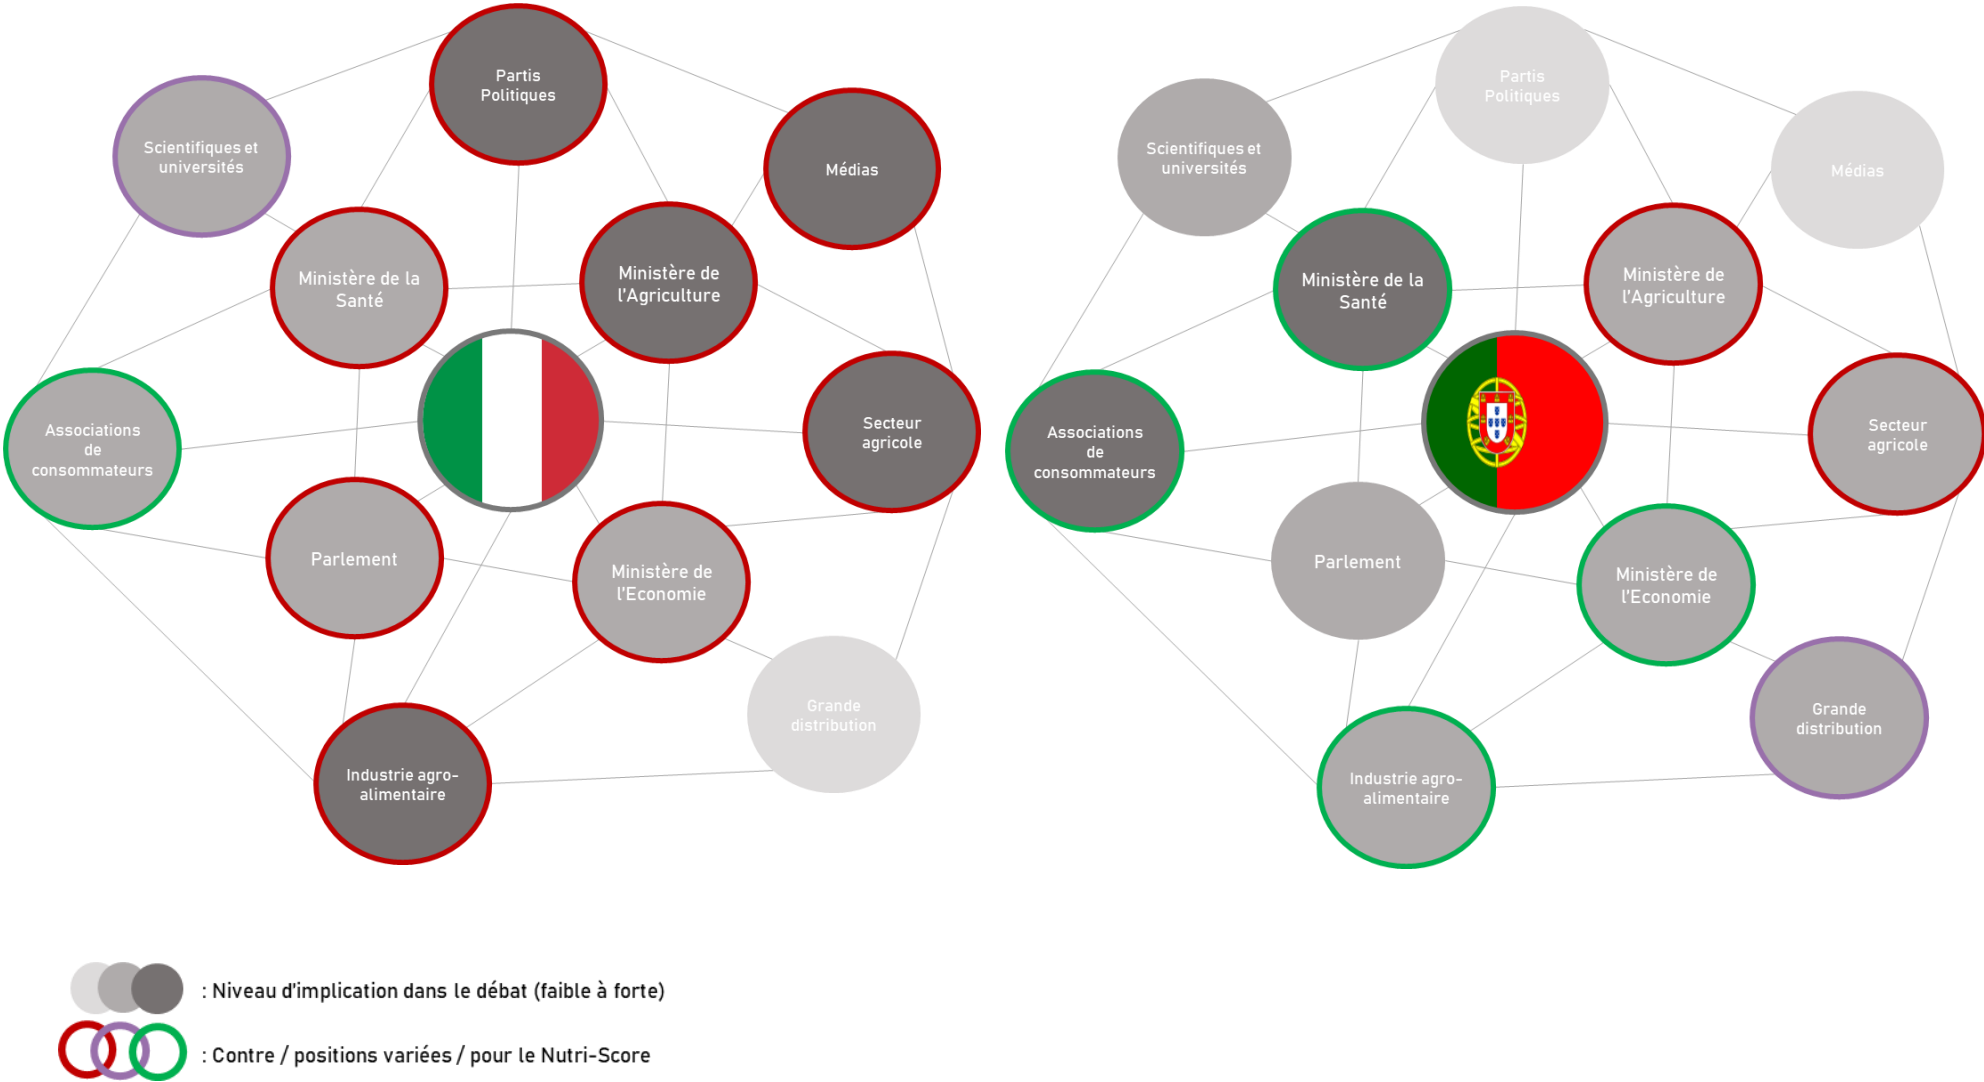 Partis
Politiques
Scientifiques et
universités
Médias
Ministère de la
Santé
Ministère de
l'Agriculture
Associations
de
consommateurs
Secteur
agricole
Parlement
Ministère de
l'Economie
Grande
distribution
Industrie agro-
alimentaire
Partis
Politiques
Scientifiques et
universités
Médias
Ministère de la
Santé
Ministère de
l'Agriculture
Associations
de
consommateurs
Secteur
agricole
Parlement
Ministère de
l'Economie
Grande
distribution
Industrie agro-
alimentaire
: Niveau d'implication dans le débat (faible à forte)
: Contre / positions variées / pour le Nutri-Score